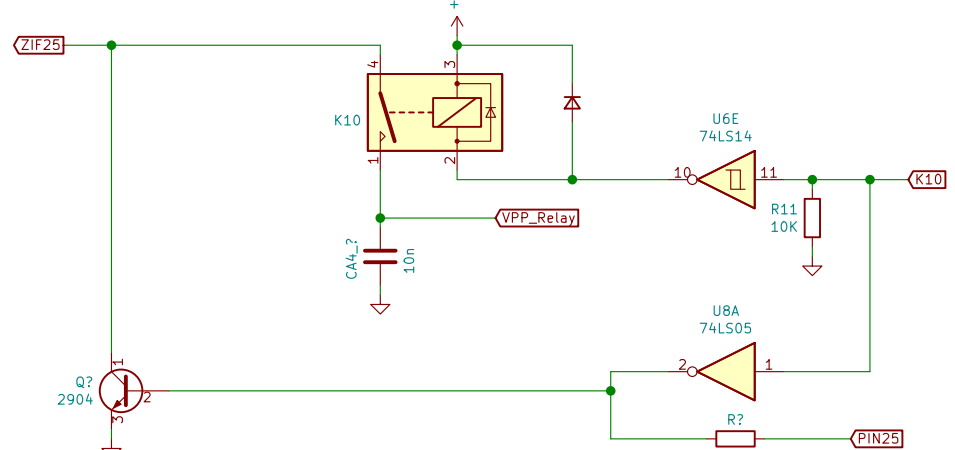 +
ZIF25
4
3
K10
1
2
U6E
74LS14
10
11
K10
R11
10K
VPP_Relay
CA4_?
10n
U8A
74LS05
2
1
1
Q?
2904
2
3
R?
PIN25